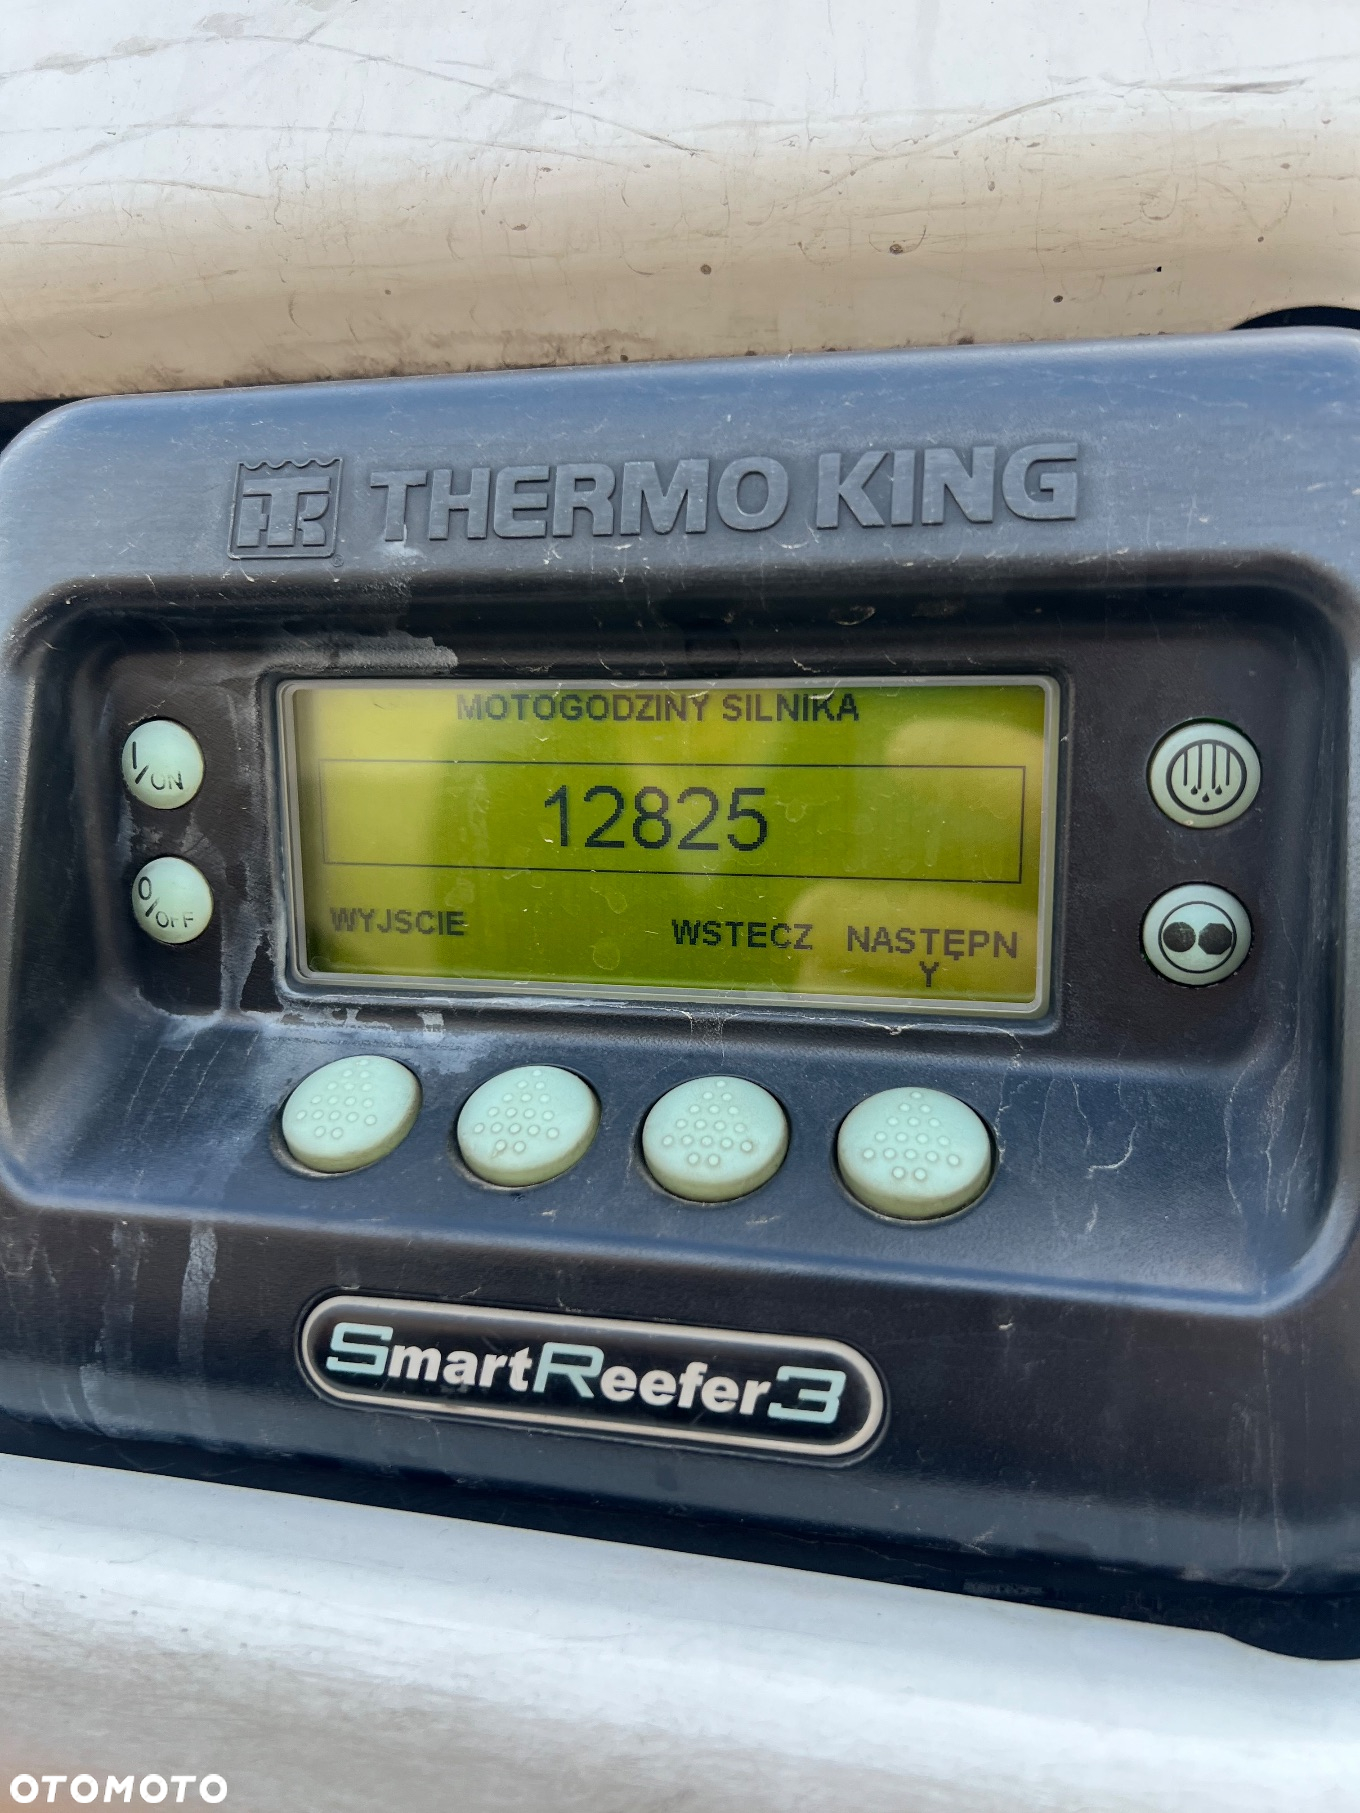 THERMO KING
MOTOGODZINY SILNIKA
I/ON
12825
O/OFF
WYJSCIE WSTECZ NASTĘPN
Y
SmartReefer3
OTOMOTO